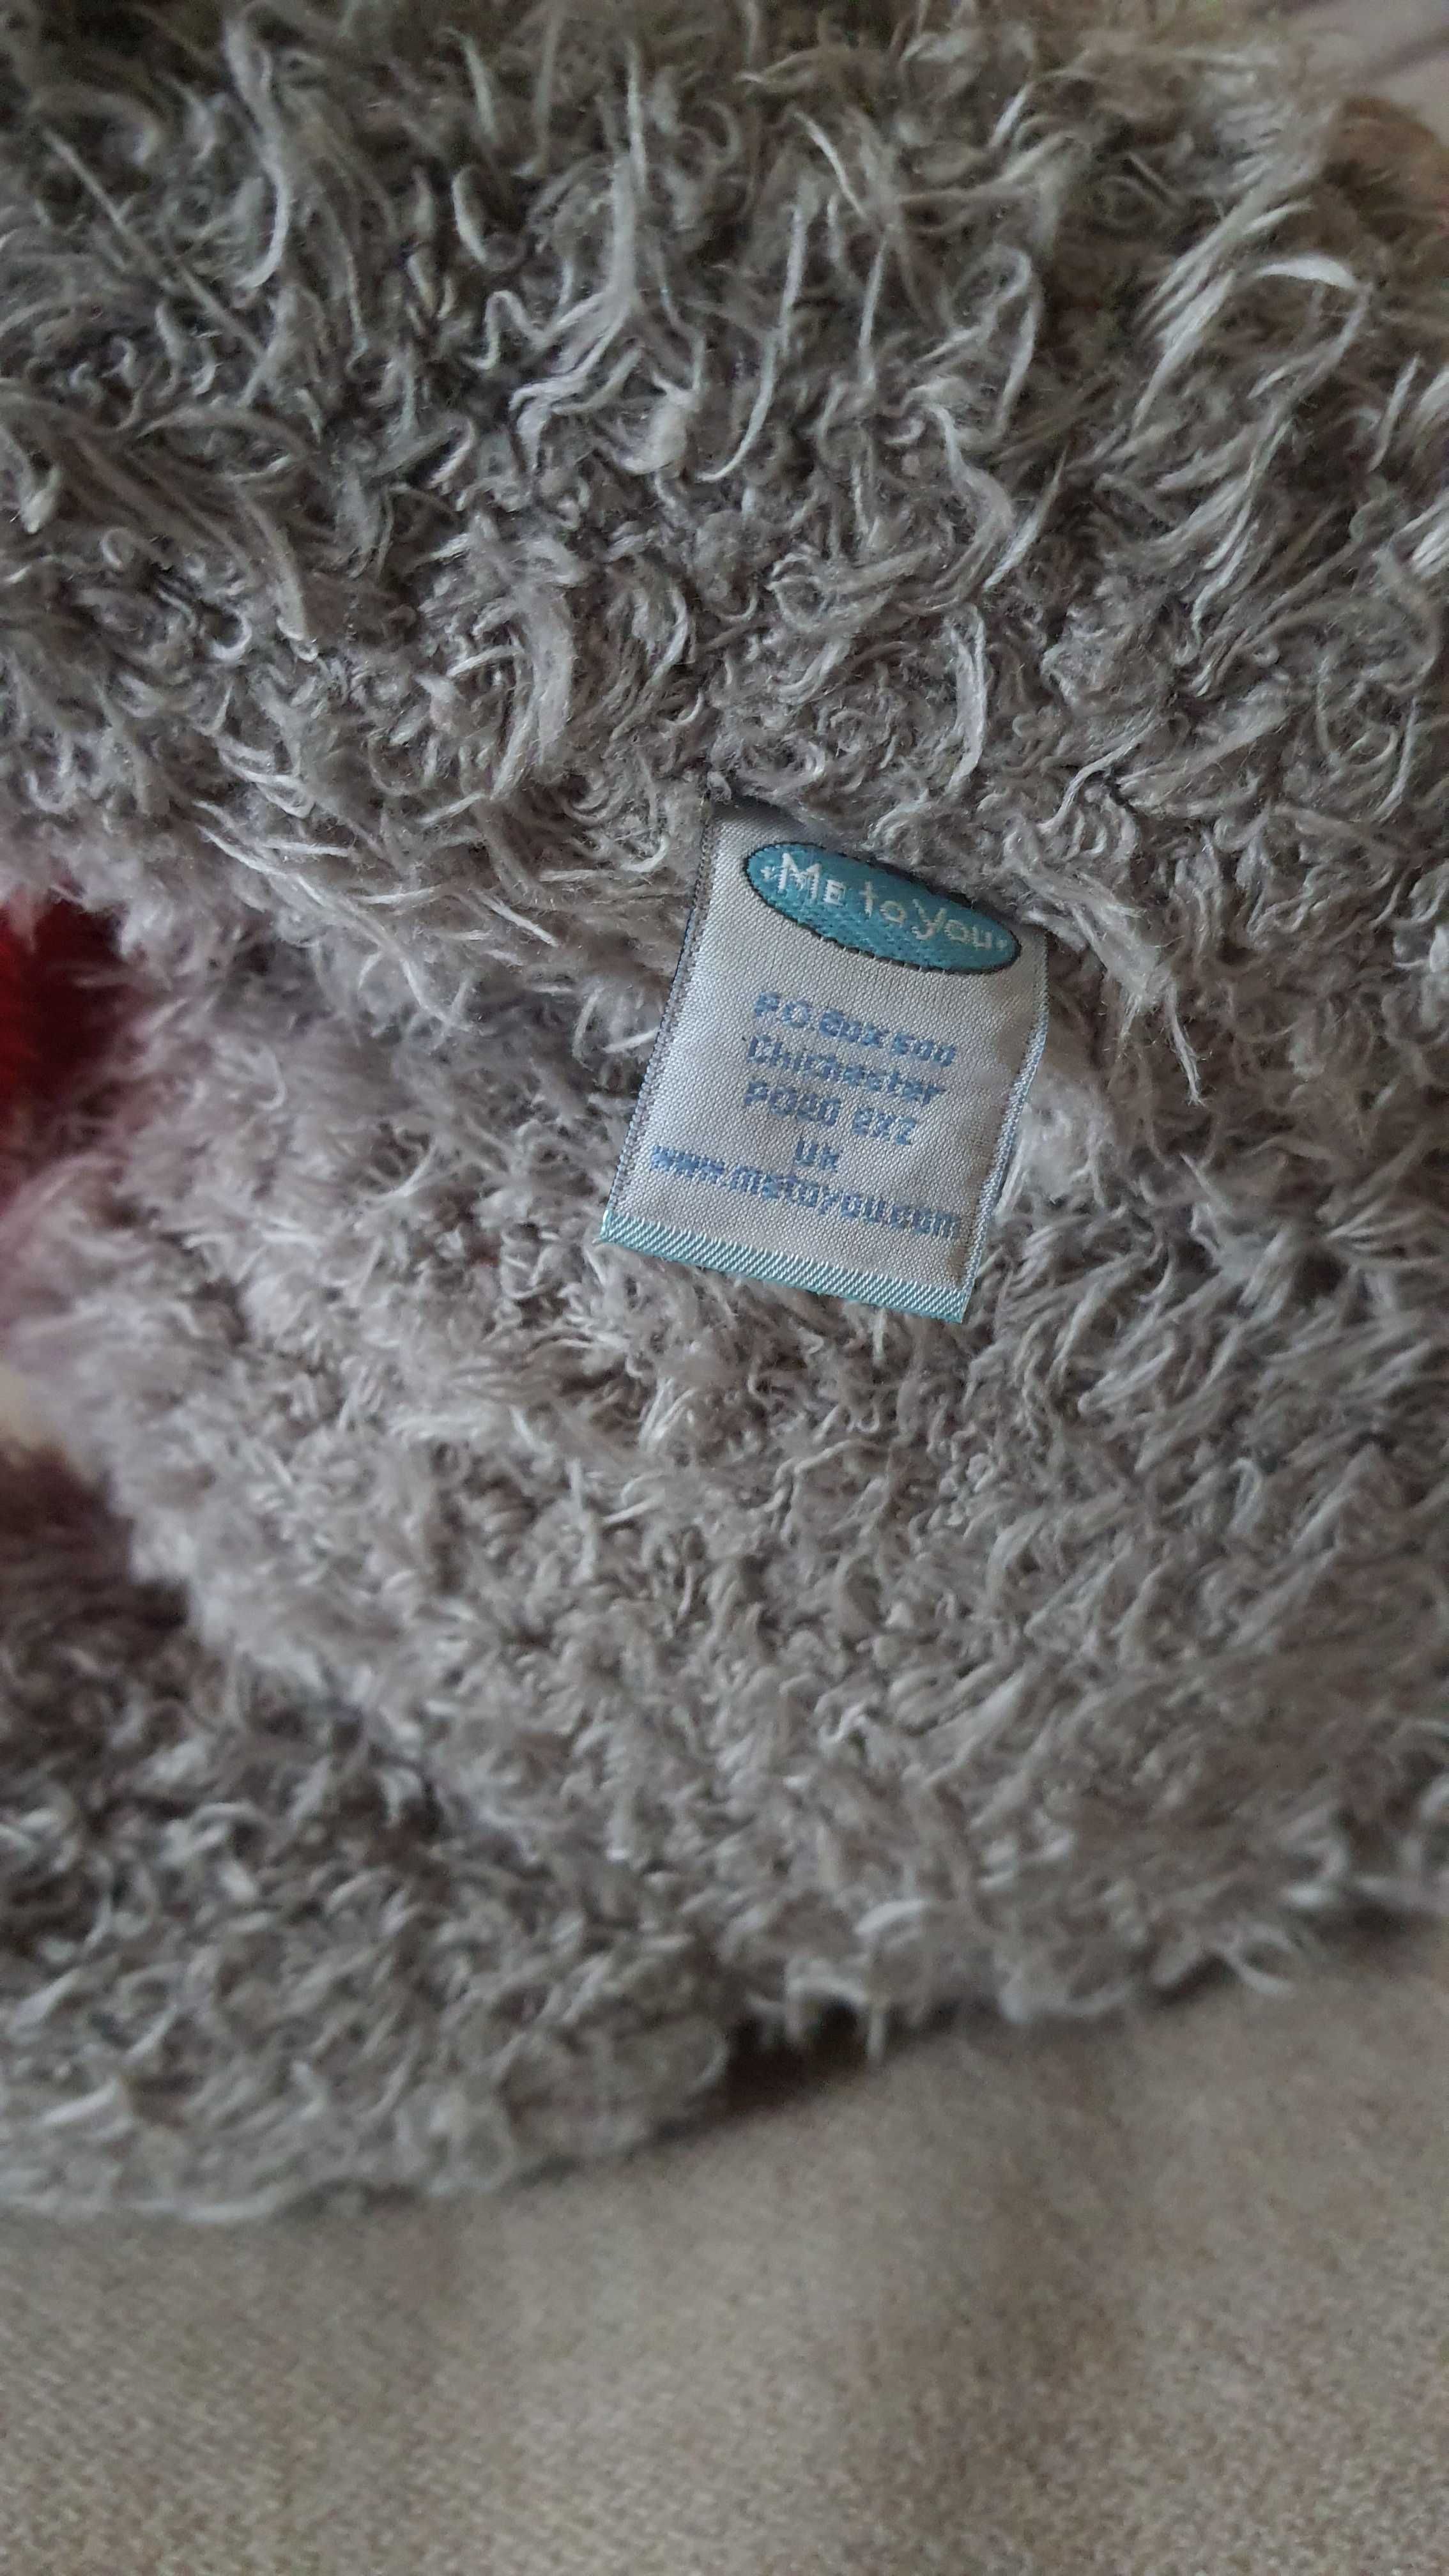 Me to You
P.O.BOX 500
Chichester
PO20 2XZ
UK
www.metoyou.com